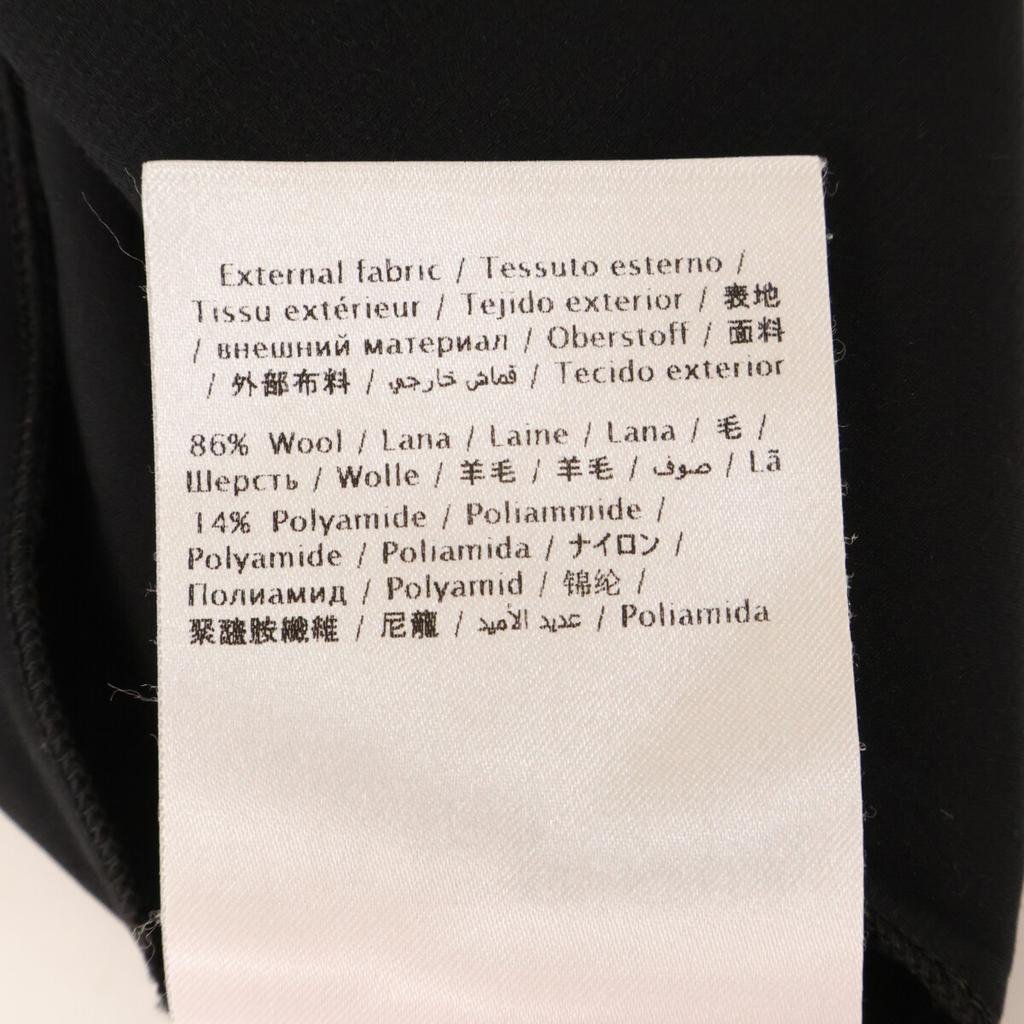 External fabric / Tessuto esterno /
Tissu extérieur / Tejido exterior / 表地
/ внешний материал / Oberstoff / 面料
/ 外部布料 / قماش خارجي / Tecido exterior
86% Wool / Lana / Laine / Lana / 毛 /
Шерсть / Wolle / 羊毛 / 羊毛 / صوف / Lã
14% Polyamide / Poliammide /
Polyamide / Poliamida / ナイロン /
Полиамид / Polyamid / 锦纶 /
聚醯胺纖維 / 尼龍 / عديد الأميد / Poliamida